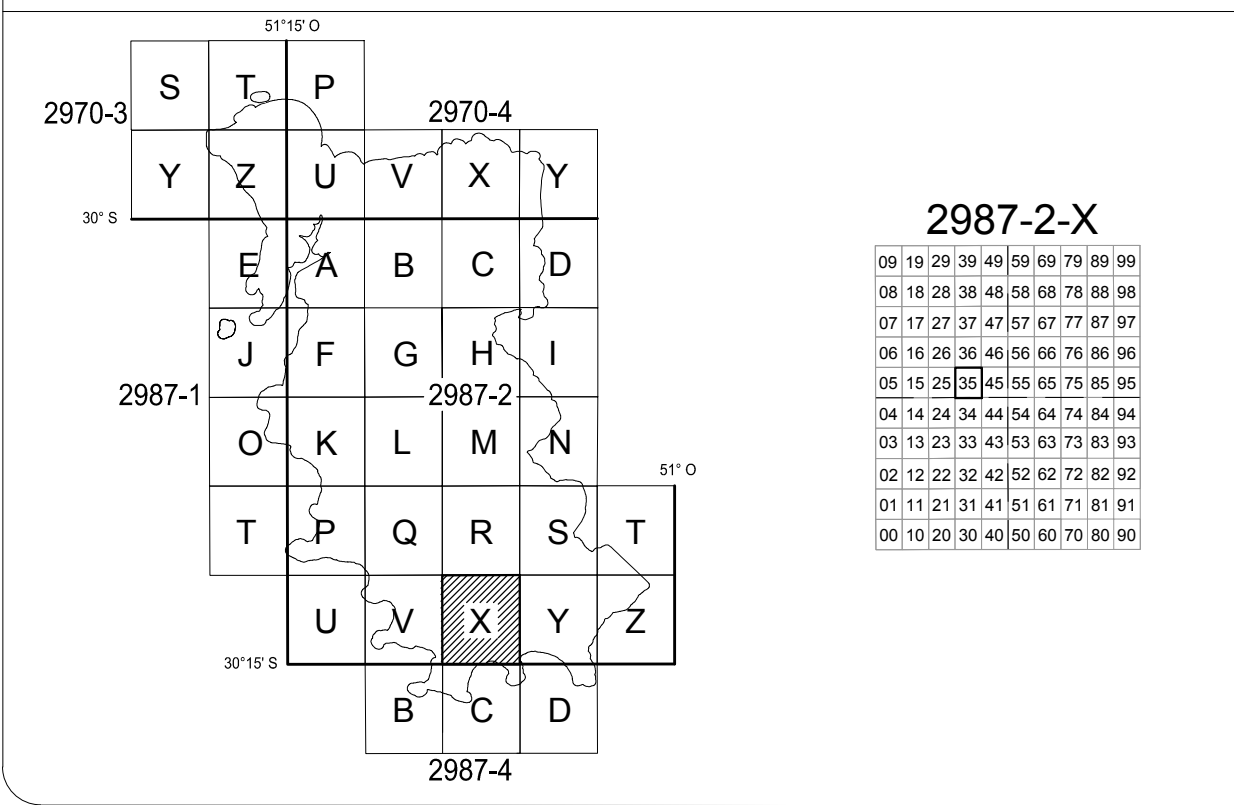 51°15' O
S T P
2970-3 2970-4
Y Z U V X Y
30° S
E A B C D
J F G H I
2987-1 2987-2
O K L M N
51° O
T P Q R S T
U V X Y Z
30°15' S
B C D
2987-4
2987-2-X
09 19 29 39 49 59 69 79 89 99
08 18 28 38 48 58 68 78 88 98
07 17 27 37 47 57 67 77 87 97
06 16 26 36 46 56 66 76 86 96
05 15 25 35 45 55 65 75 85 95
04 14 24 34 44 54 64 74 84 94
03 13 23 33 43 53 63 73 83 93
02 12 22 32 42 52 62 72 82 92
01 11 21 31 41 51 61 71 81 91
00 10 20 30 40 50 60 70 80 90